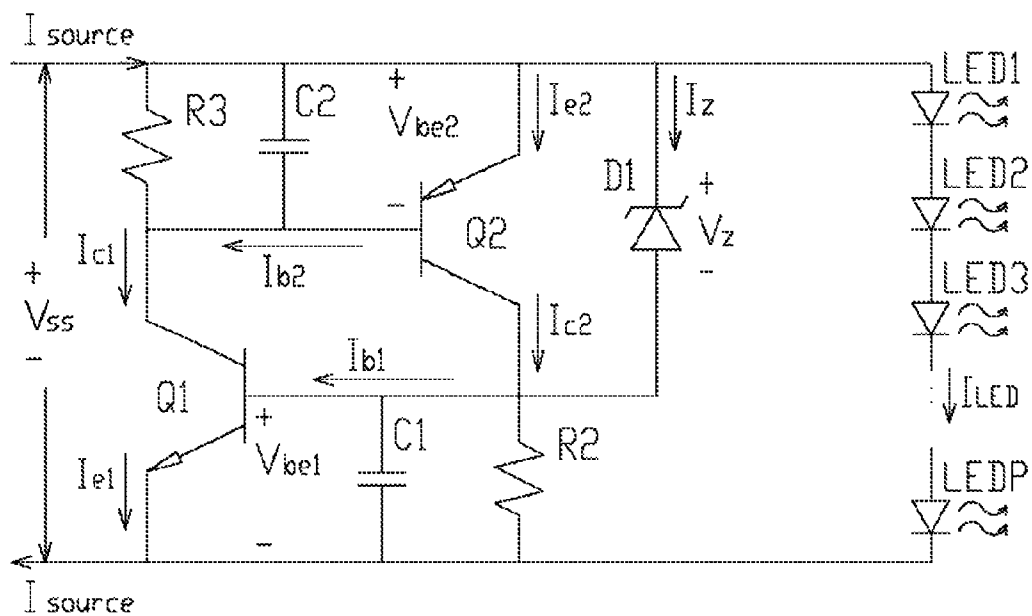 I source
R3
C2
+
Vbe2
-
Ie2
Iz
LED1
D1
+
Vz
-
LED2
Q2
Ic1
Ib2
+
Vss
-
Ic2
LED3
Ib1
Q1
+
Vbe1
-
C1
R2
ILED
Ie1
LEDP
I source